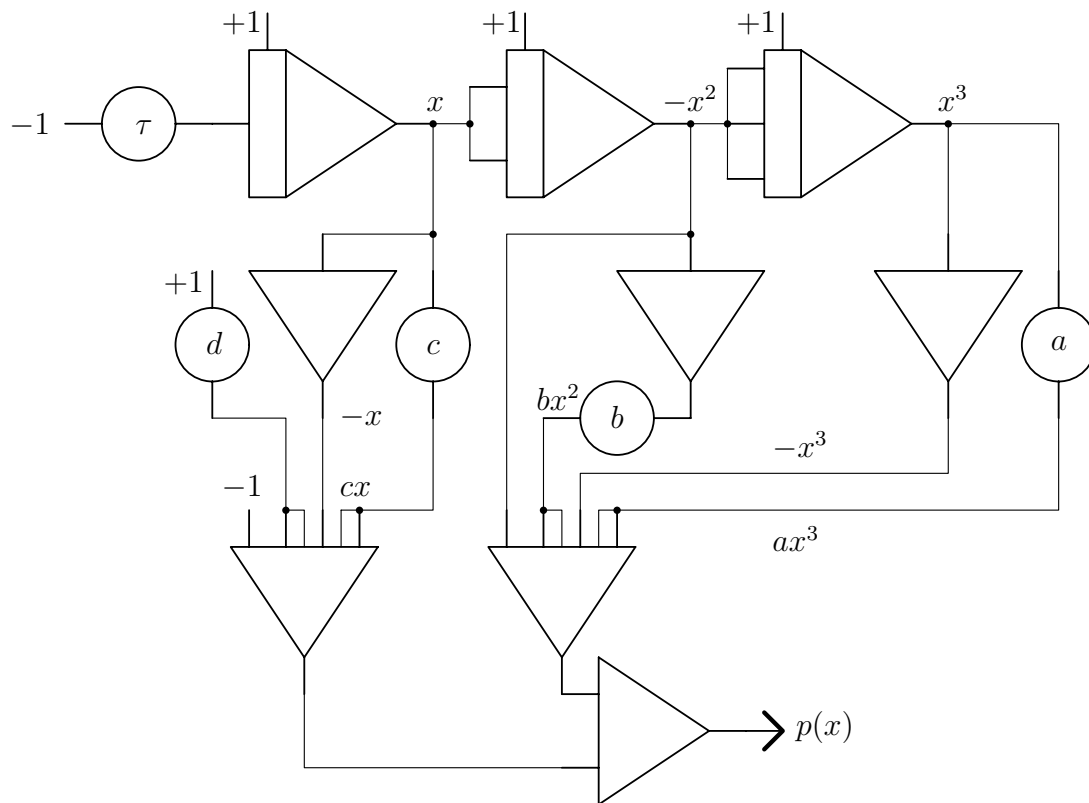 +1
+1
+1
−1
τ
x
−x²
x³
+1
d
c
a
−x
bx²
b
−x³
−1
cx
ax³
p(x)